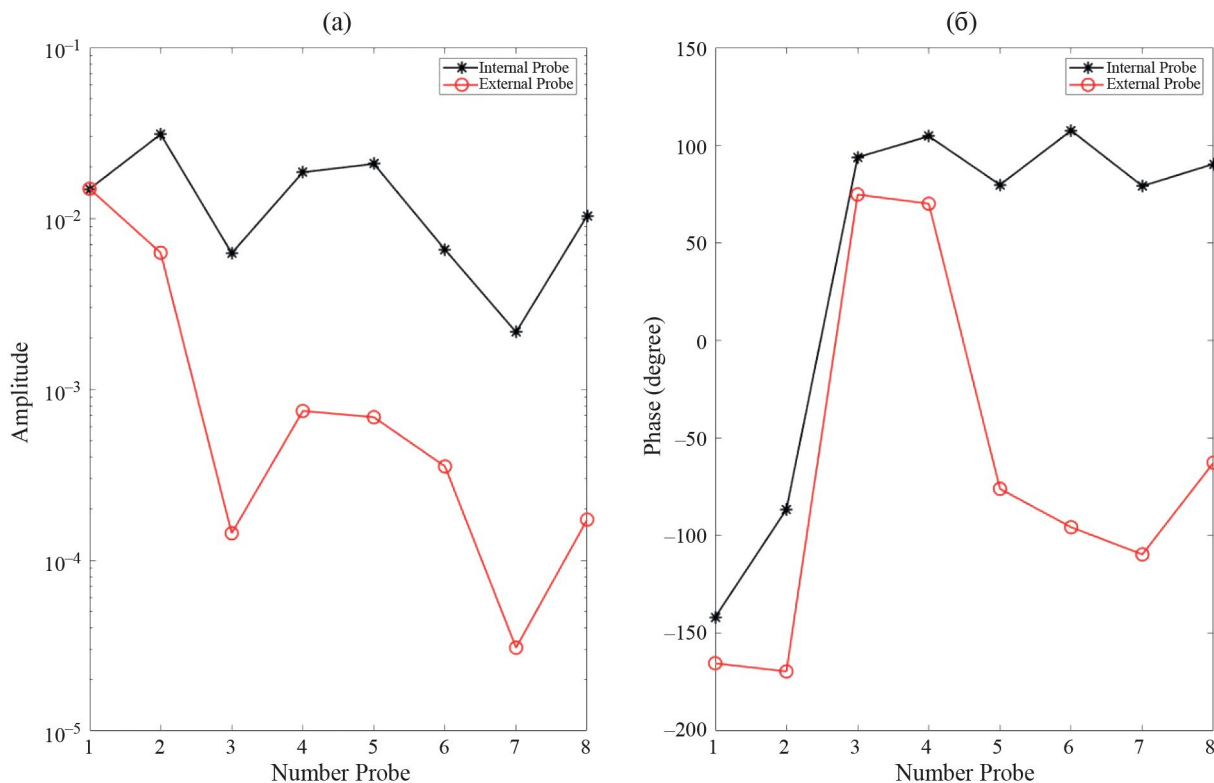 (а)
Internal Probe
External Probe
10⁻¹
10⁻²
10⁻³
10⁻⁴
10⁻⁵
Amplitude
1 2 3 4 5 6 7 8
Number Probe
(б)
Internal Probe
External Probe
150
100
50
0
−50
−100
−150
−200
Phase (degree)
1 2 3 4 5 6 7 8
Number Probe